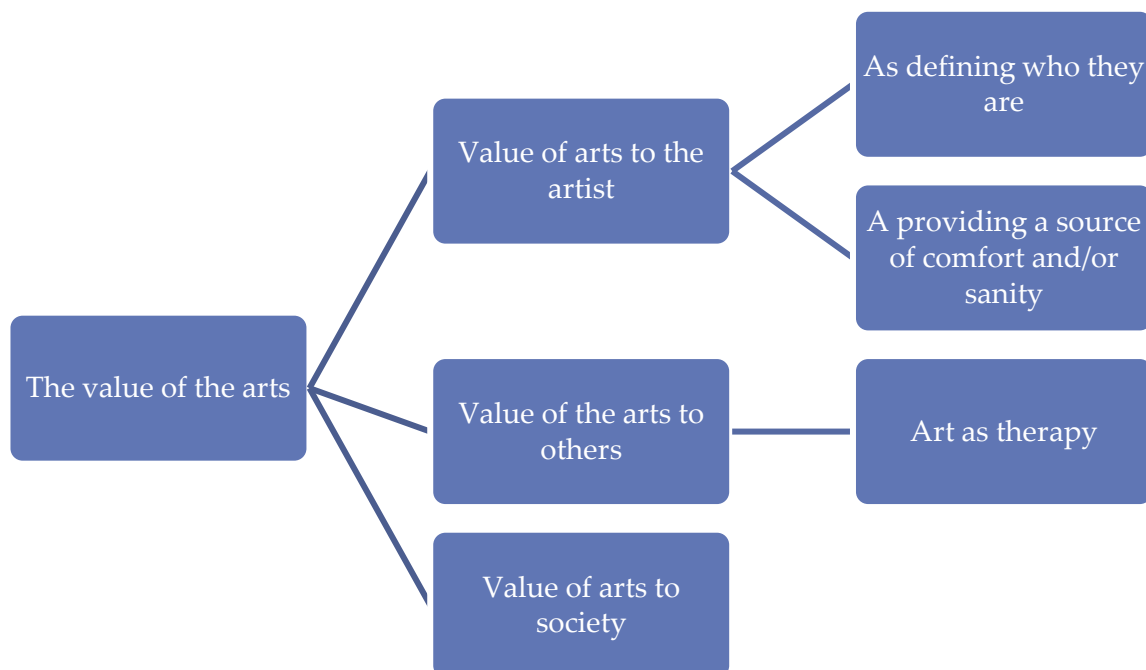 The value of the arts
Value of arts to the
artist
As defining who they
are
A providing a source
of comfort and/or
sanity
Value of the arts to
others
Art as therapy
Value of arts to
society